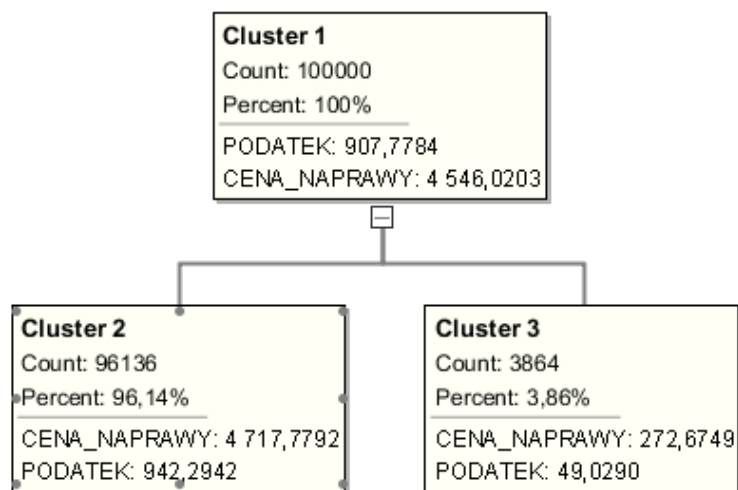 Cluster 1
Count: 100000
Percent: 100%
PODATEK: 907,7784
CENA_NAPRAWY: 4 546,0203
Cluster 2
Count: 96136
Percent: 96,14%
CENA_NAPRAWY: 4 717,7792
PODATEK: 942,2942
Cluster 3
Count: 3864
Percent: 3,86%
CENA_NAPRAWY: 272,6749
PODATEK: 49,0290